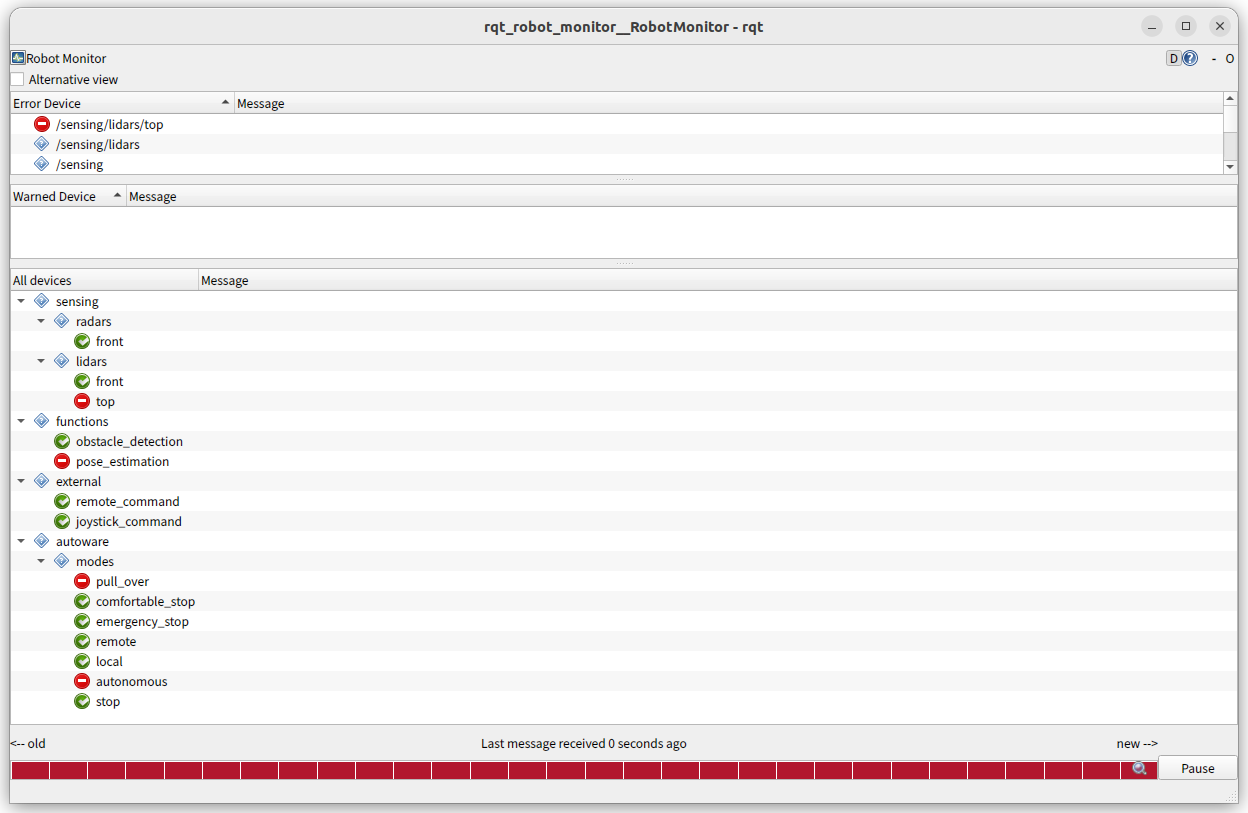 rqt_robot_monitor__RobotMonitor - rqt
Robot Monitor
D ? - O
Alternative view
Error Device Message
/sensing/lidars/top
/sensing/lidars
/sensing
Warned Device Message
All devices Message
sensing
radars
front
lidars
front
top
functions
obstacle_detection
pose_estimation
external
remote_command
joystick_command
autoware
modes
pull_over
comfortable_stop
emergency_stop
remote
local
autonomous
stop
<-- old Last message received 0 seconds ago new -->
Pause